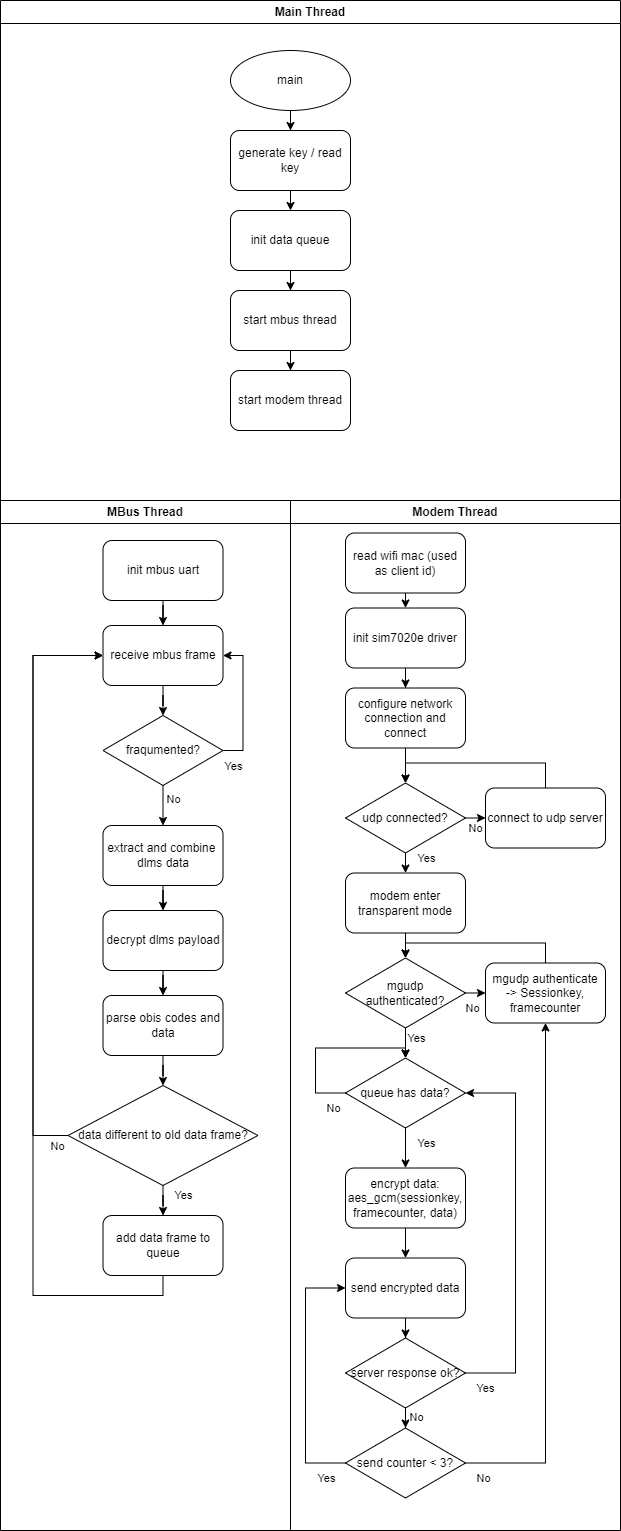 Main Thread
main
generate key / read
key
init data queue
start mbus thread
start modem thread
MBus Thread
init mbus uart
receive mbus frame
fraqumented?
Yes
No
extract and combine
dlms data
decrypt dlms payload
parse obis codes and
data
data different to old data frame?
No
Yes
add data frame to
queue
Modem Thread
read wifi mac (used
as client id)
init sim7020e driver
configure network
connection and
connect
udp connected?
No
connect to udp server
Yes
modem enter
transparent mode
mgudp
authenticated?
No
mgudp authenticate
-> Sessionkey,
framecounter
Yes
queue has data?
No
Yes
encrypt data:
aes_gcm(sessionkey,
framecounter, data)
send encrypted data
server response ok?
Yes
No
send counter < 3?
Yes
No